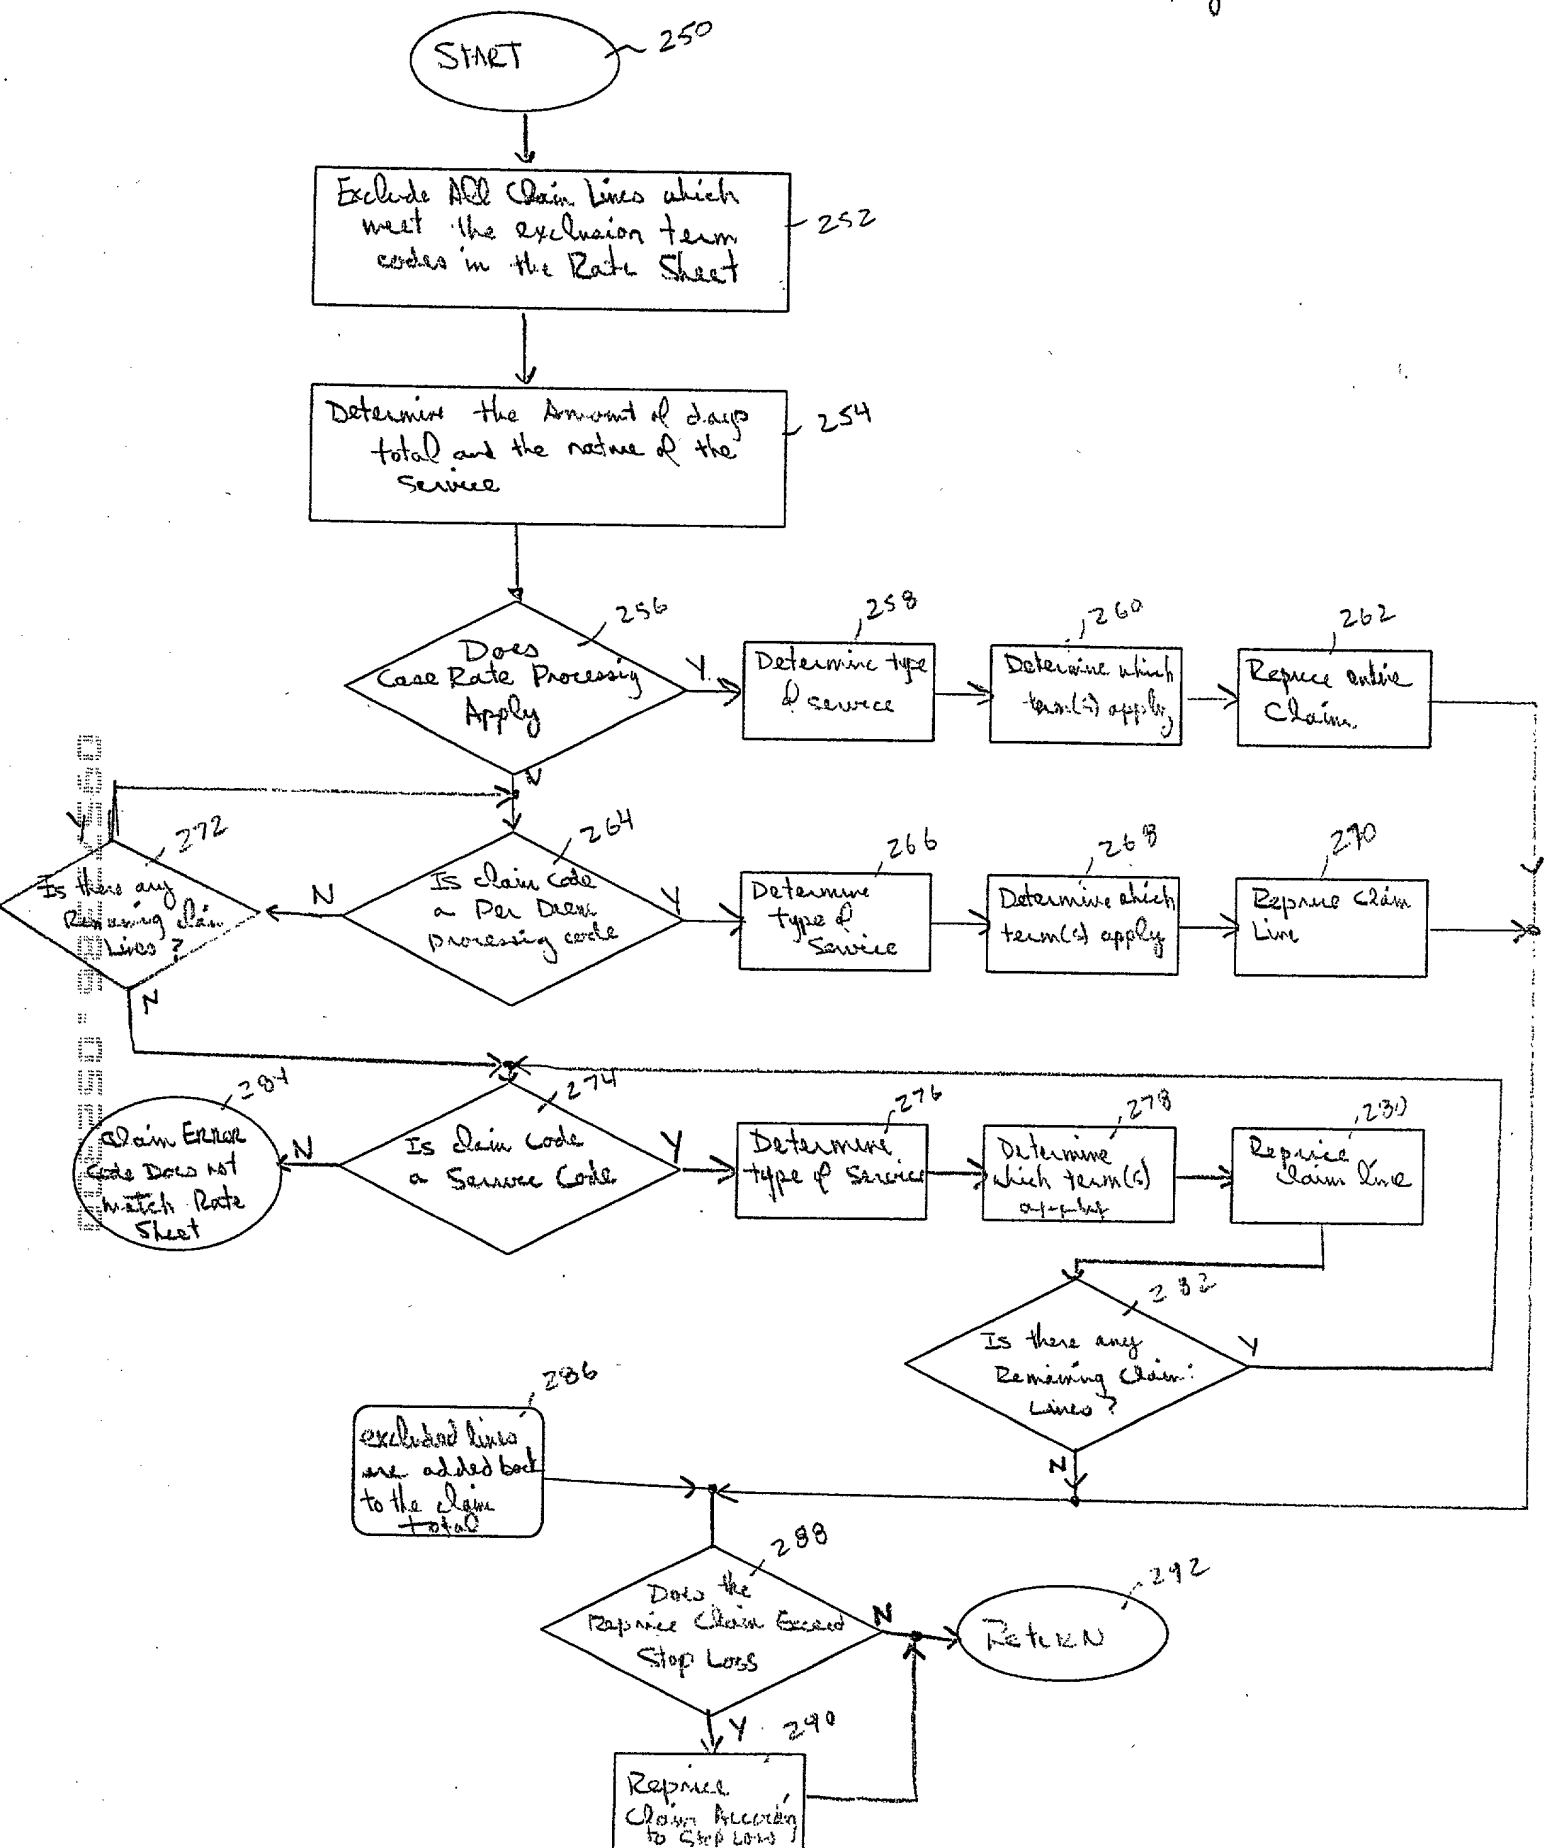 START
250
Exclude All Claim Lines which
meet the exclusion term
codes in the Rate Sheet
252
Determine the Amount of days
total and the nature of the
Service
254
Does
Case Rate Processig
Apply
256
Y
N
Determine type
of service
258
Determine which
term(s) apply
260
Reprice entire
Claim
262
Is there any
Remaining claim
Lines?
272
Y
N
Is claim code
a Per Diem
processing code
264
N
Y
Determine
type of
Service
266
Determine which
term(s) apply
268
Reprice Claim
Line
270
Claim Error
Code Does not
match Rate
Sheet
284
N
Is claim code
a Service Code
274
Y
Determine
type of Service
276
Determine
which term(s)
apply
278
Reprice
Claim line
280
Is there any
Remaining Claim
Lines?
282
Y
N
excluded lines
are added back
to the claim
total
286
Does the
Reprice Claim Exceed
Stop Loss
288
N
Y
Return
292
Reprice
Claim According
to Stop Loss
290